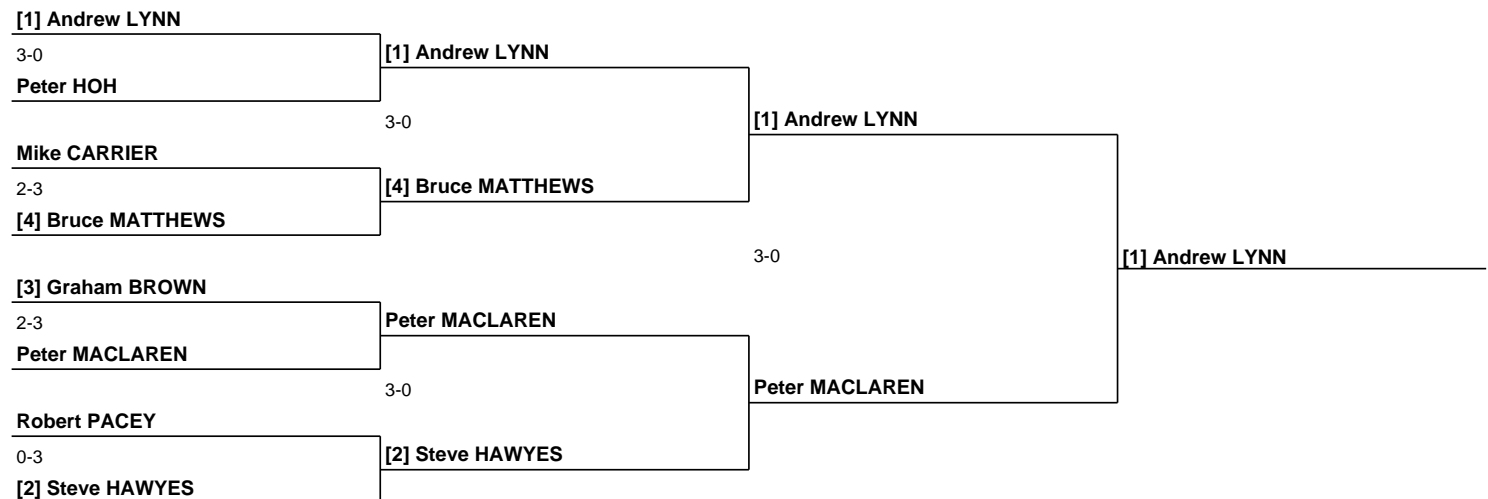 [1] Andrew LYNN
3-0
Peter HOH
Mike CARRIER
2-3
[4] Bruce MATTHEWS
[3] Graham BROWN
2-3
Peter MACLAREN
Robert PACEY
0-3
[2] Steve HAWYES
[1] Andrew LYNN
3-0
[4] Bruce MATTHEWS
Peter MACLAREN
3-0
[2] Steve HAWYES
[1] Andrew LYNN
3-0
Peter MACLAREN
[1] Andrew LYNN